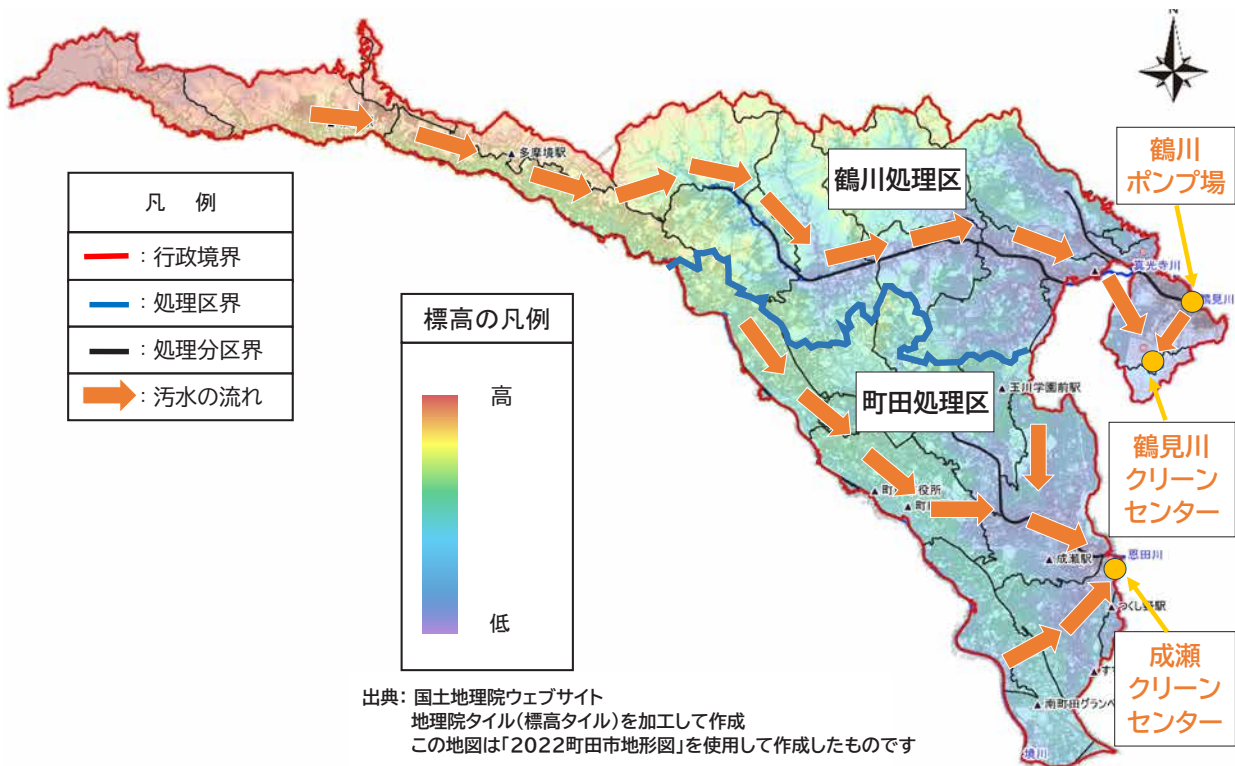 N
鶴川
ポンプ場
多摩境駅
鶴川処理区
凡 例
：行政境界
：処理区界
：処理分区界
：汚水の流れ
真光寺川
鶴見川
標高の凡例
高
低
町田処理区
玉川学園前駅
鶴見川
クリーン
センター
役所
成瀬駅
恩田川
つくし野駅
成瀬
クリーン
センター
南町田グランベ
境川
出典： 国土地理院ウェブサイト
地理院タイル(標高タイル)を加工して作成
この地図は「2022町田市地形図」を使用して作成したものです